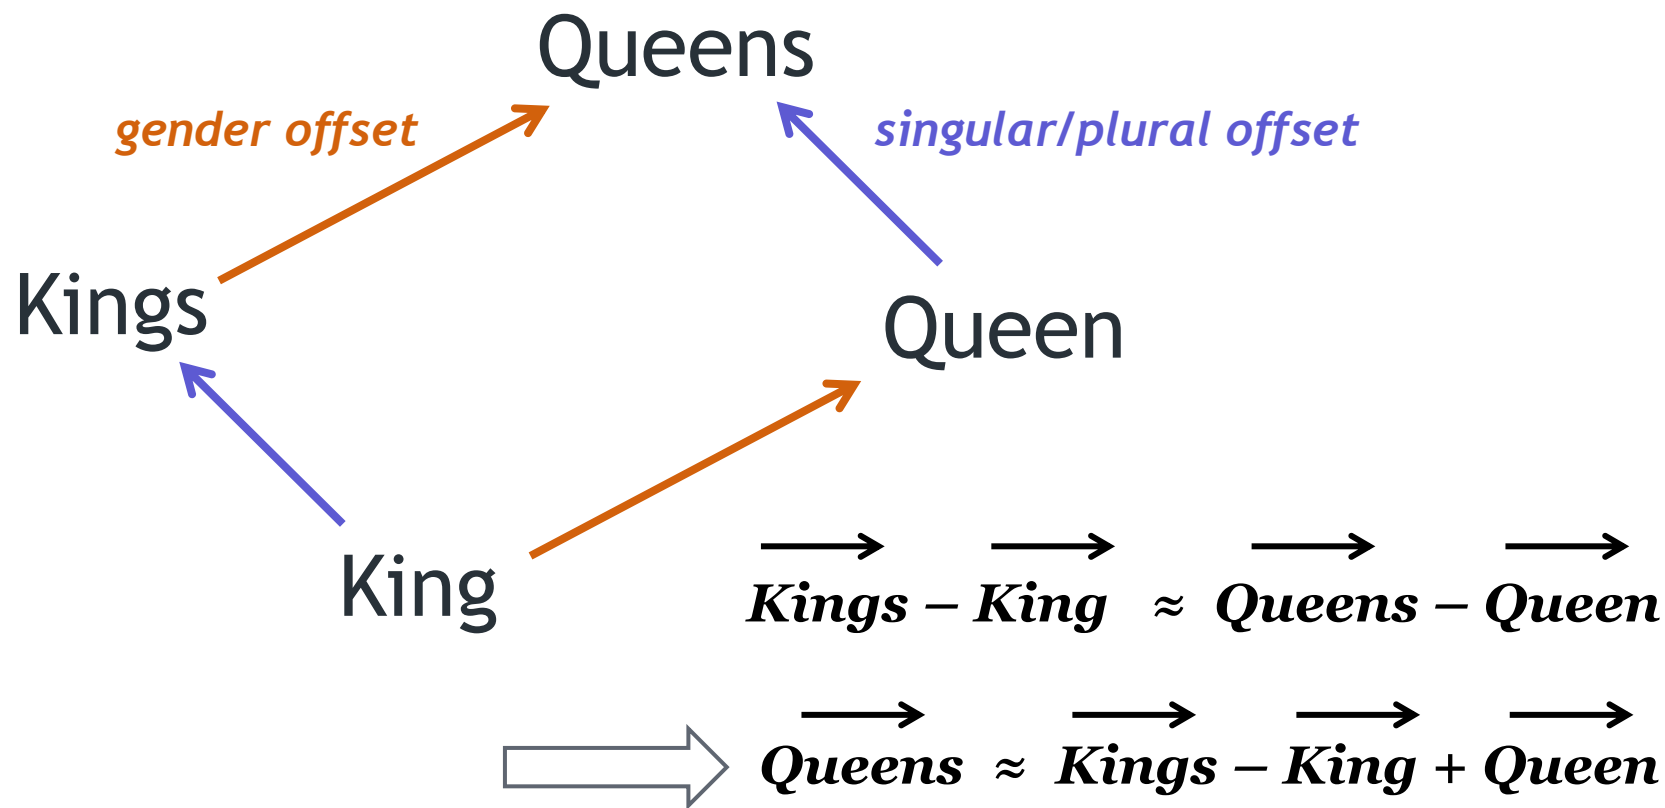 Queens
gender offset
singular/plural offset
Kings
Queen
King
Kings – King ≈ Queens – Queen
Queens ≈ Kings – King + Queen